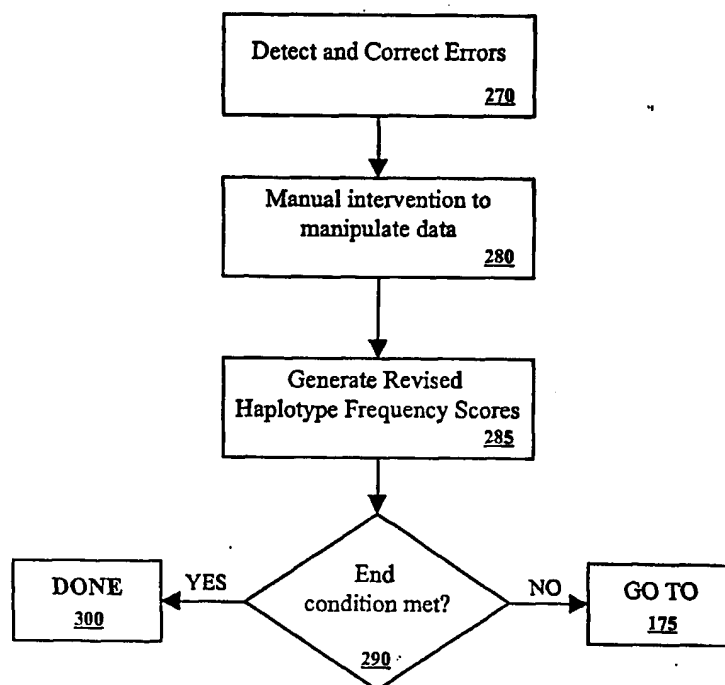 Detect and Correct Errors
270
Manual intervention to
manipulate data
280
Generate Revised
Haplotype Frequency Scores
285
End
condition met?
290
YES
DONE
300
NO
GO TO
175